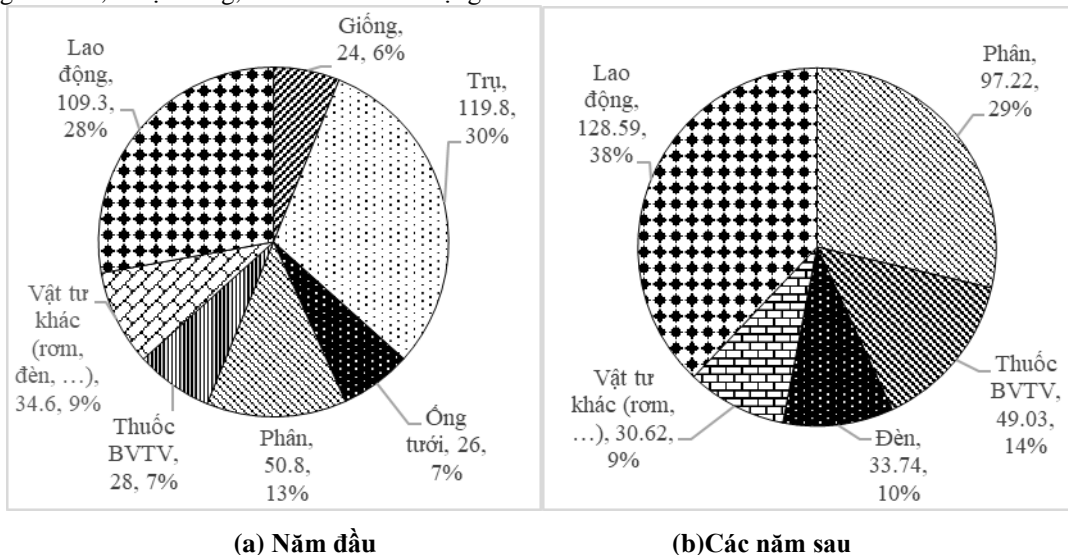 Giống,
24, 6%
Trụ,
119.8,
30%
Ống
tưới, 26,
7%
Phân,
50.8,
13%
Thuốc
BVTV,
28, 7%
Vật tư
khác
(rơm,
đèn, …),
34.6, 9%
Lao
động,
109.3,
28%
Phân,
97.22,
29%
Thuốc
BVTV,
49.03,
14%
Đèn,
33.74,
10%
Vật tư
khác (rơm,
…), 30.62,
9%
Lao
động,
128.59,
38%
(a) Năm đầu
(b)Các năm sau